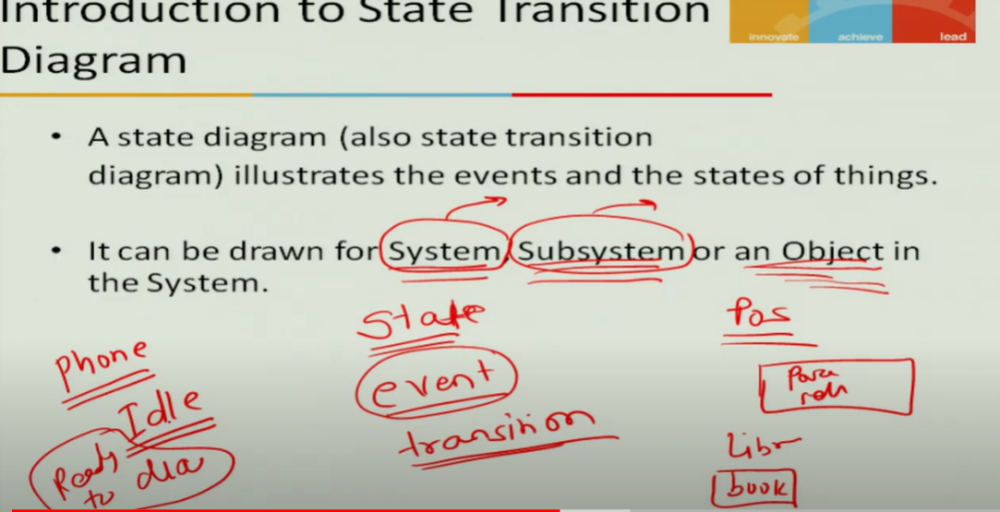 Introduction to State Transition
Diagram
innovate achieve lead
• A state diagram (also state transition
diagram) illustrates the events and the states of things.
• It can be drawn for System, Subsystem or an Object in
the System.
State
event
transition
Phone
Idle
Ready
to dia
Pos
Libr
book